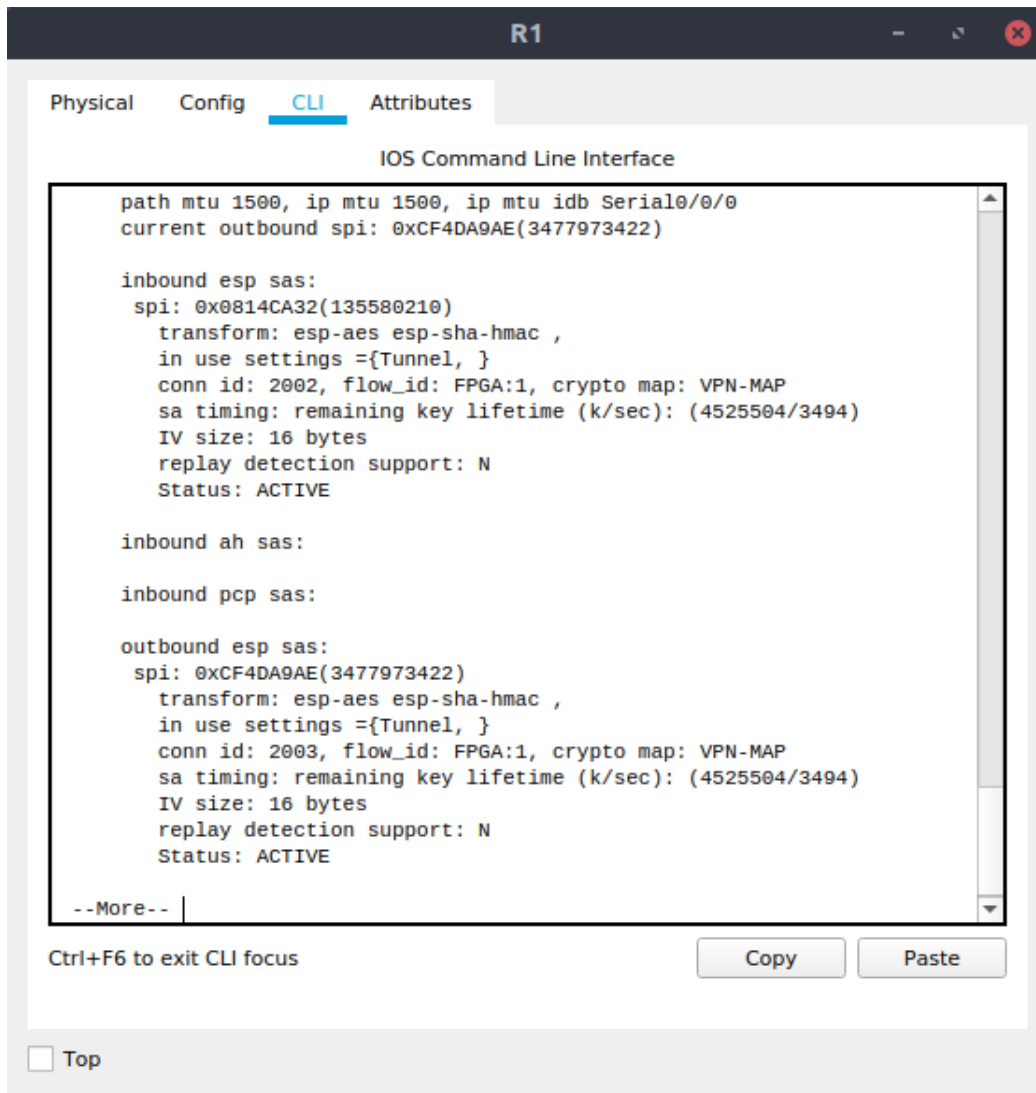 R1
Physical Config CLI Attributes
IOS Command Line Interface
path mtu 1500, ip mtu 1500, ip mtu idb Serial0/0/0
current outbound spi: 0xCF4DA9AE(3477973422)
inbound esp sas:
spi: 0x0814CA32(135580210)
transform: esp-aes esp-sha-hmac ,
in use settings ={Tunnel, }
conn id: 2002, flow_id: FPGA:1, crypto map: VPN-MAP
sa timing: remaining key lifetime (k/sec): (4525504/3494)
IV size: 16 bytes
replay detection support: N
Status: ACTIVE
inbound ah sas:
inbound pcp sas:
outbound esp sas:
spi: 0xCF4DA9AE(3477973422)
transform: esp-aes esp-sha-hmac ,
in use settings ={Tunnel, }
conn id: 2003, flow_id: FPGA:1, crypto map: VPN-MAP
sa timing: remaining key lifetime (k/sec): (4525504/3494)
IV size: 16 bytes
replay detection support: N
Status: ACTIVE
--More--
Ctrl+F6 to exit CLI focus Copy Paste
Top